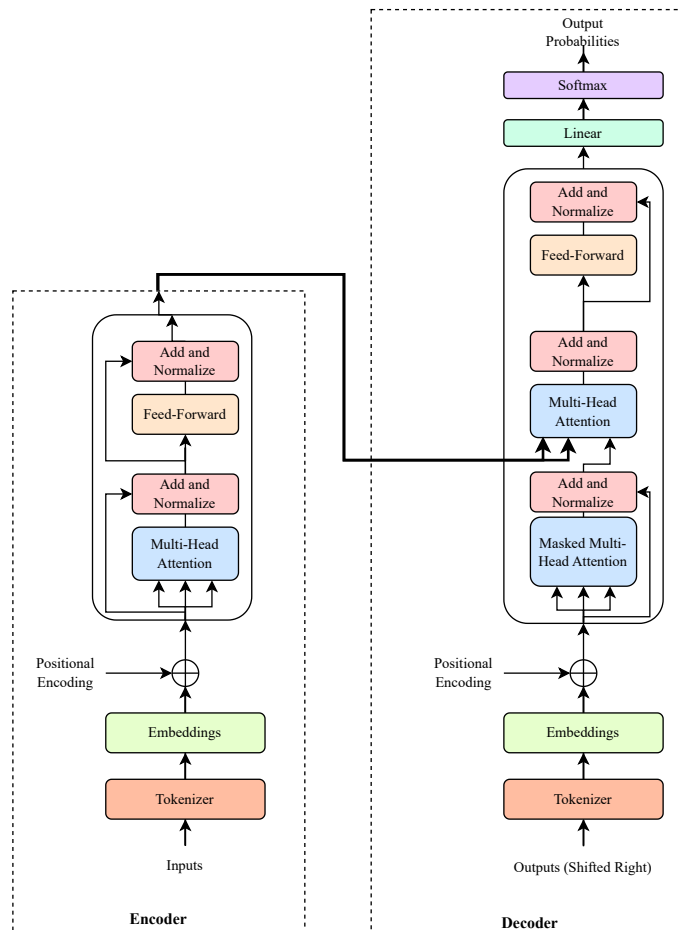 Output
Probabilities
Softmax
Linear
Add and
Normalize
Feed-Forward
Add and
Normalize
Multi-Head
Attention
Add and
Normalize
Masked Multi-
Head Attention
Positional
Encoding
Embeddings
Tokenizer
Outputs (Shifted Right)
Decoder
Add and
Normalize
Feed-Forward
Add and
Normalize
Multi-Head
Attention
Positional
Encoding
Embeddings
Tokenizer
Inputs
Encoder